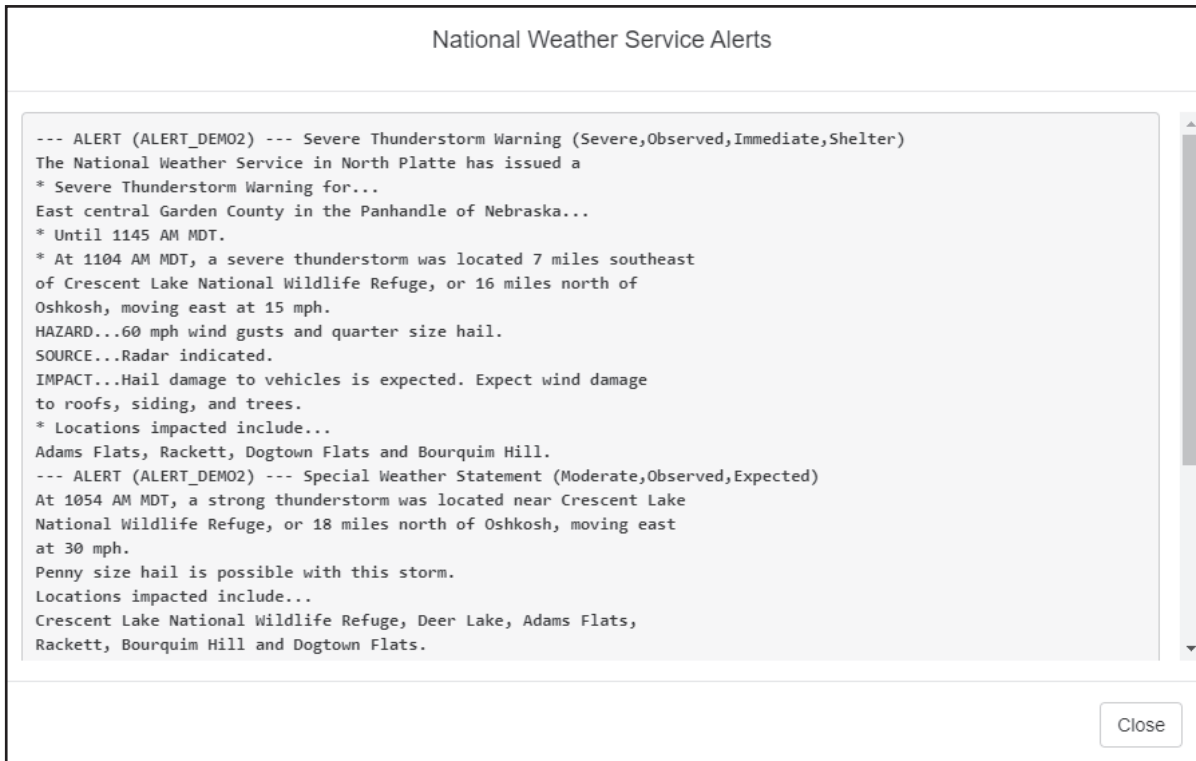 National Weather Service Alerts
--- ALERT (ALERT_DEMO2) --- Severe Thunderstorm Warning (Severe,Observed,Immediate,Shelter)
The National Weather Service in North Platte has issued a
* Severe Thunderstorm Warning for...
East central Garden County in the Panhandle of Nebraska...
* Until 1145 AM MDT.
* At 1104 AM MDT, a severe thunderstorm was located 7 miles southeast
of Crescent Lake National Wildlife Refuge, or 16 miles north of
Oshkosh, moving east at 15 mph.
HAZARD...60 mph wind gusts and quarter size hail.
SOURCE...Radar indicated.
IMPACT...Hail damage to vehicles is expected. Expect wind damage
to roofs, siding, and trees.
* Locations impacted include...
Adams Flats, Rackett, Dogtown Flats and Bourquim Hill.
--- ALERT (ALERT_DEMO2) --- Special Weather Statement (Moderate,Observed,Expected)
At 1054 AM MDT, a strong thunderstorm was located near Crescent Lake
National Wildlife Refuge, or 18 miles north of Oshkosh, moving east
at 30 mph.
Penny size hail is possible with this storm.
Locations impacted include...
Crescent Lake National Wildlife Refuge, Deer Lake, Adams Flats,
Rackett, Bourquim Hill and Dogtown Flats.
Close